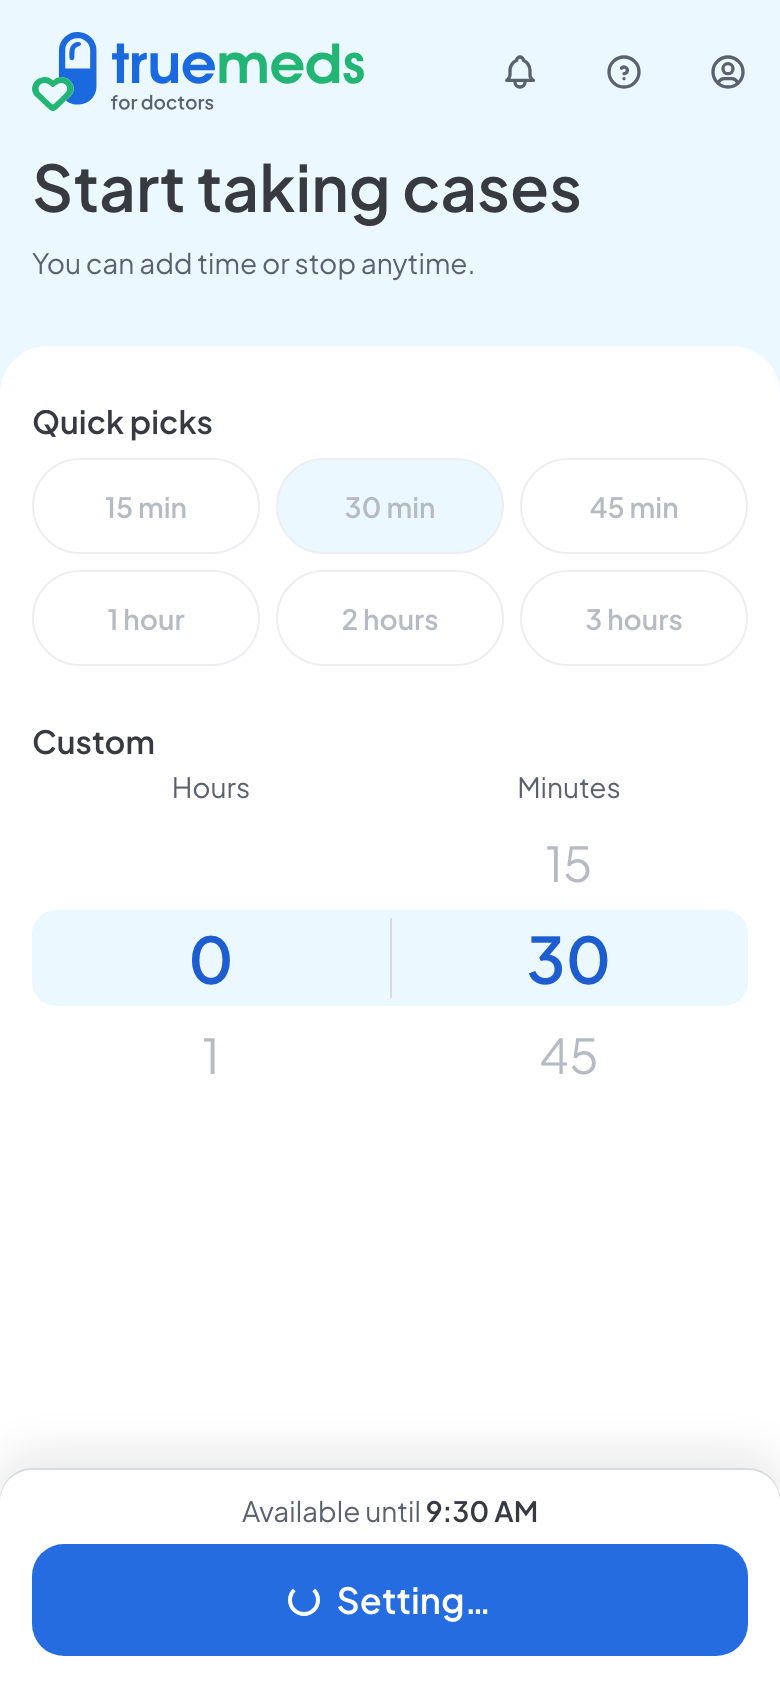 truemeds
for doctors
Start taking cases
You can add time or stop anytime.
Quick picks
15 min 30 min 45 min
1 hour 2 hours 3 hours
Custom
Hours Minutes
15
0 30
1 45
Available until 9:30 AM
Setting...